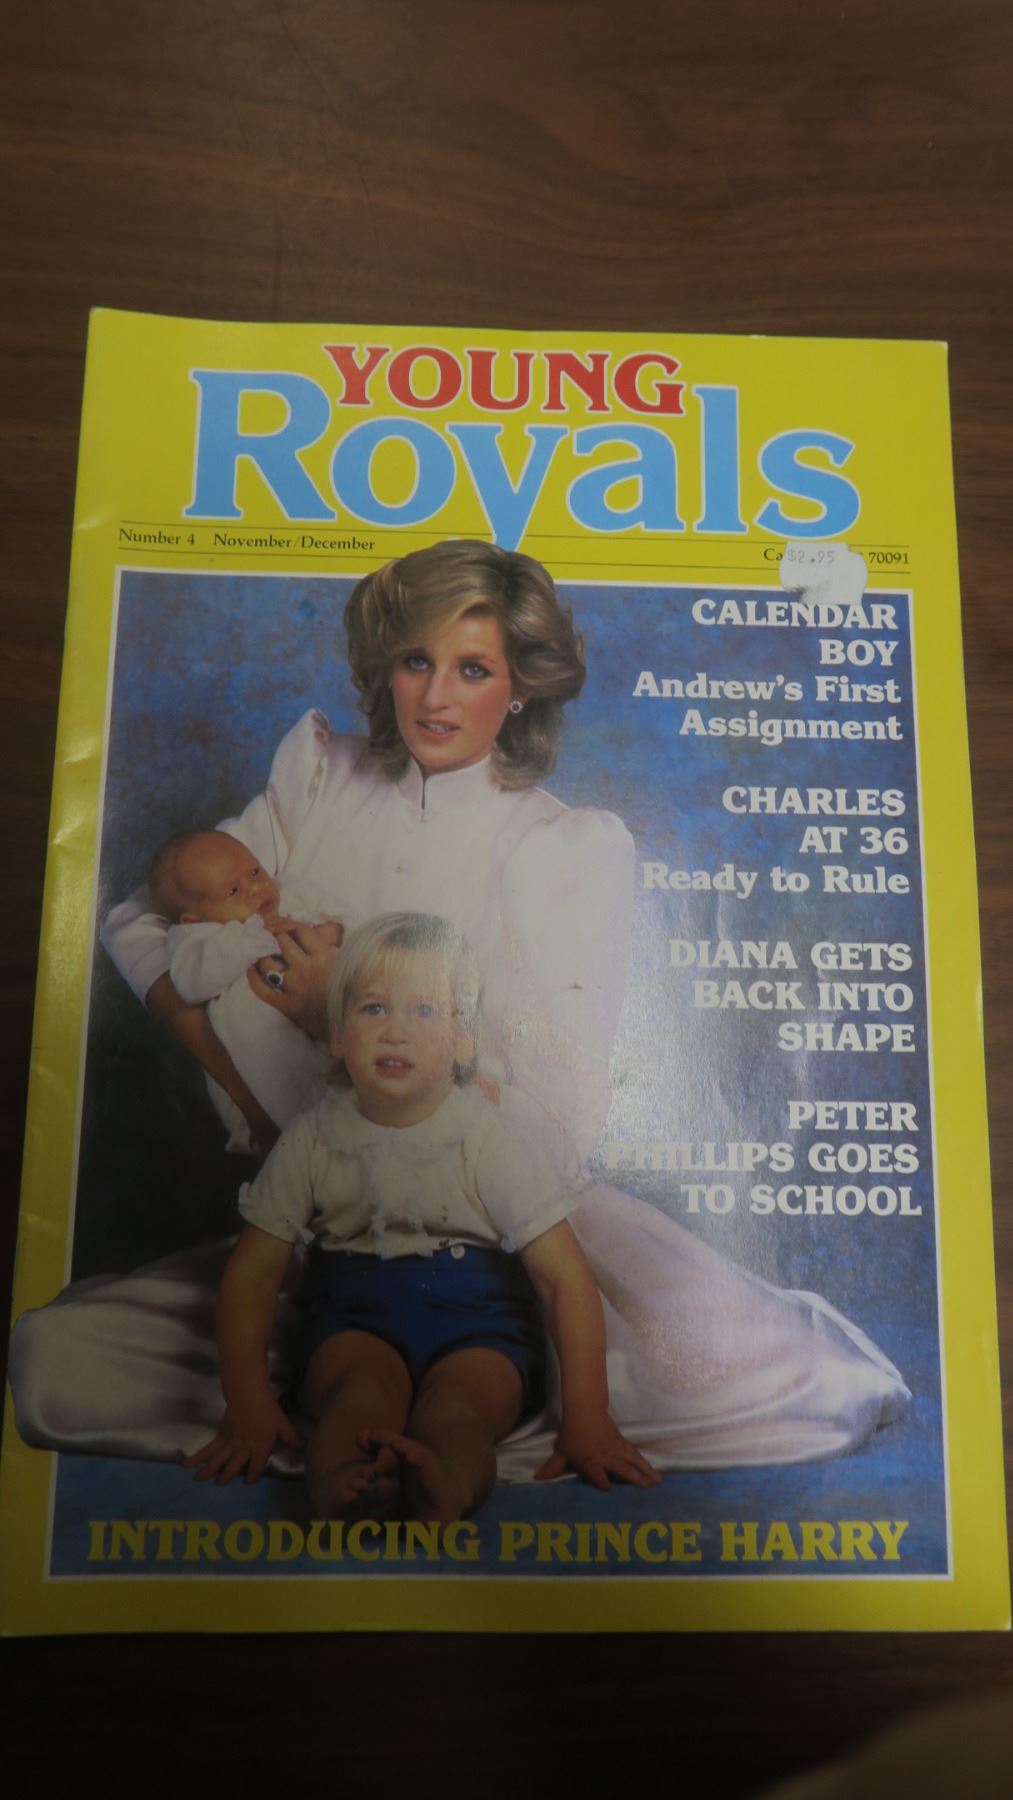 YOUNG
Royals
Number 4 November/December
Ca $2.95 70091
CALENDAR
BOY
Andrew's First
Assignment
CHARLES
AT 36
Ready to Rule
DIANA GETS
BACK INTO
SHAPE
PETER
PHILLIPS GOES
TO SCHOOL
INTRODUCING PRINCE HARRY